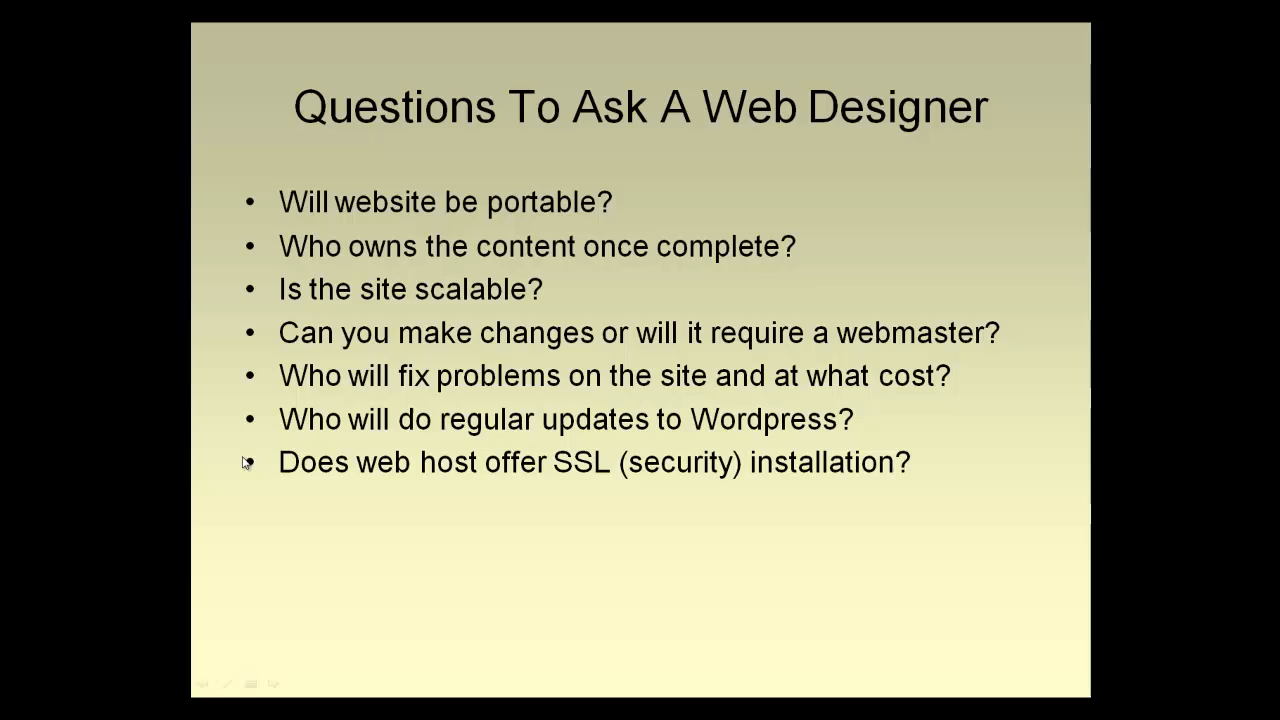 Questions To Ask A Web Designer
• Will website be portable?
• Who owns the content once complete?
• Is the site scalable?
• Can you make changes or will it require a webmaster?
• Who will fix problems on the site and at what cost?
• Who will do regular updates to Wordpress?
• Does web host offer SSL (security) installation?